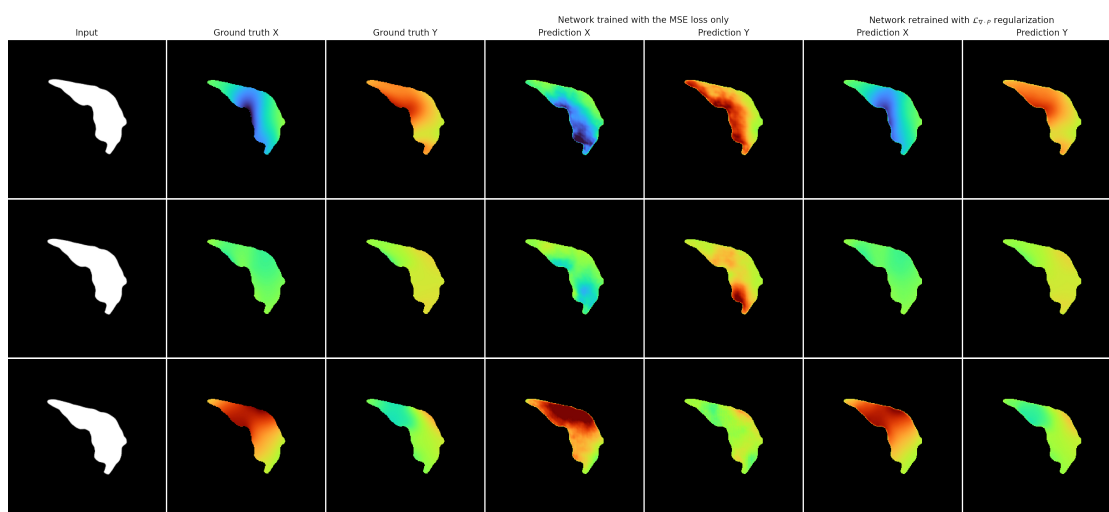 Network trained with the MSE loss only
Network retrained with ℒ∇·P regularization
Input
Ground truth X
Ground truth Y
Prediction X
Prediction Y
Prediction X
Prediction Y